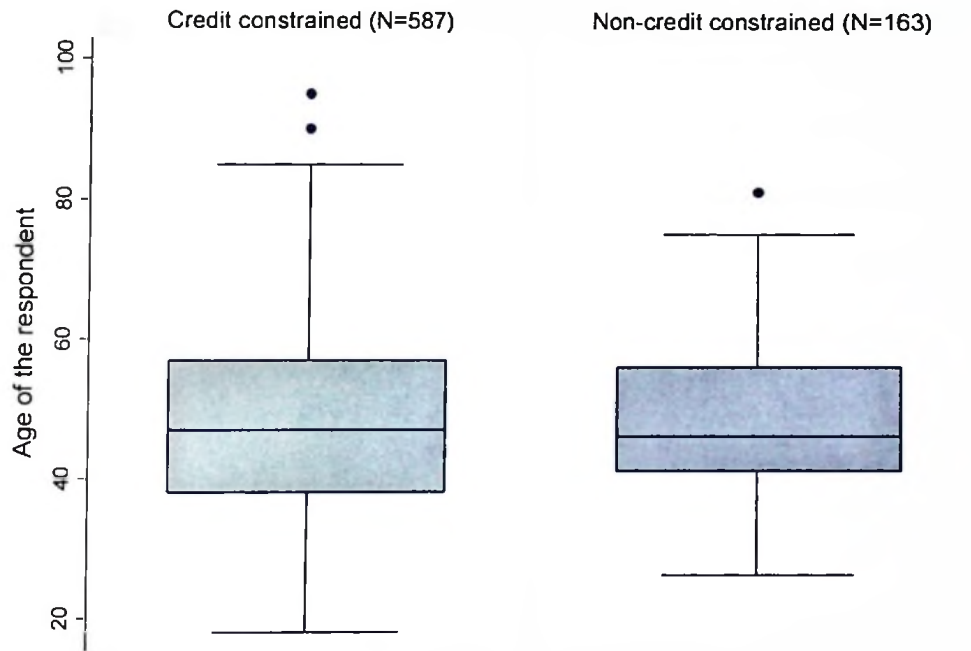 Credit constrained (N=587)
Non-credit constrained (N=163)
Age of the respondent
100
80
60
40
20